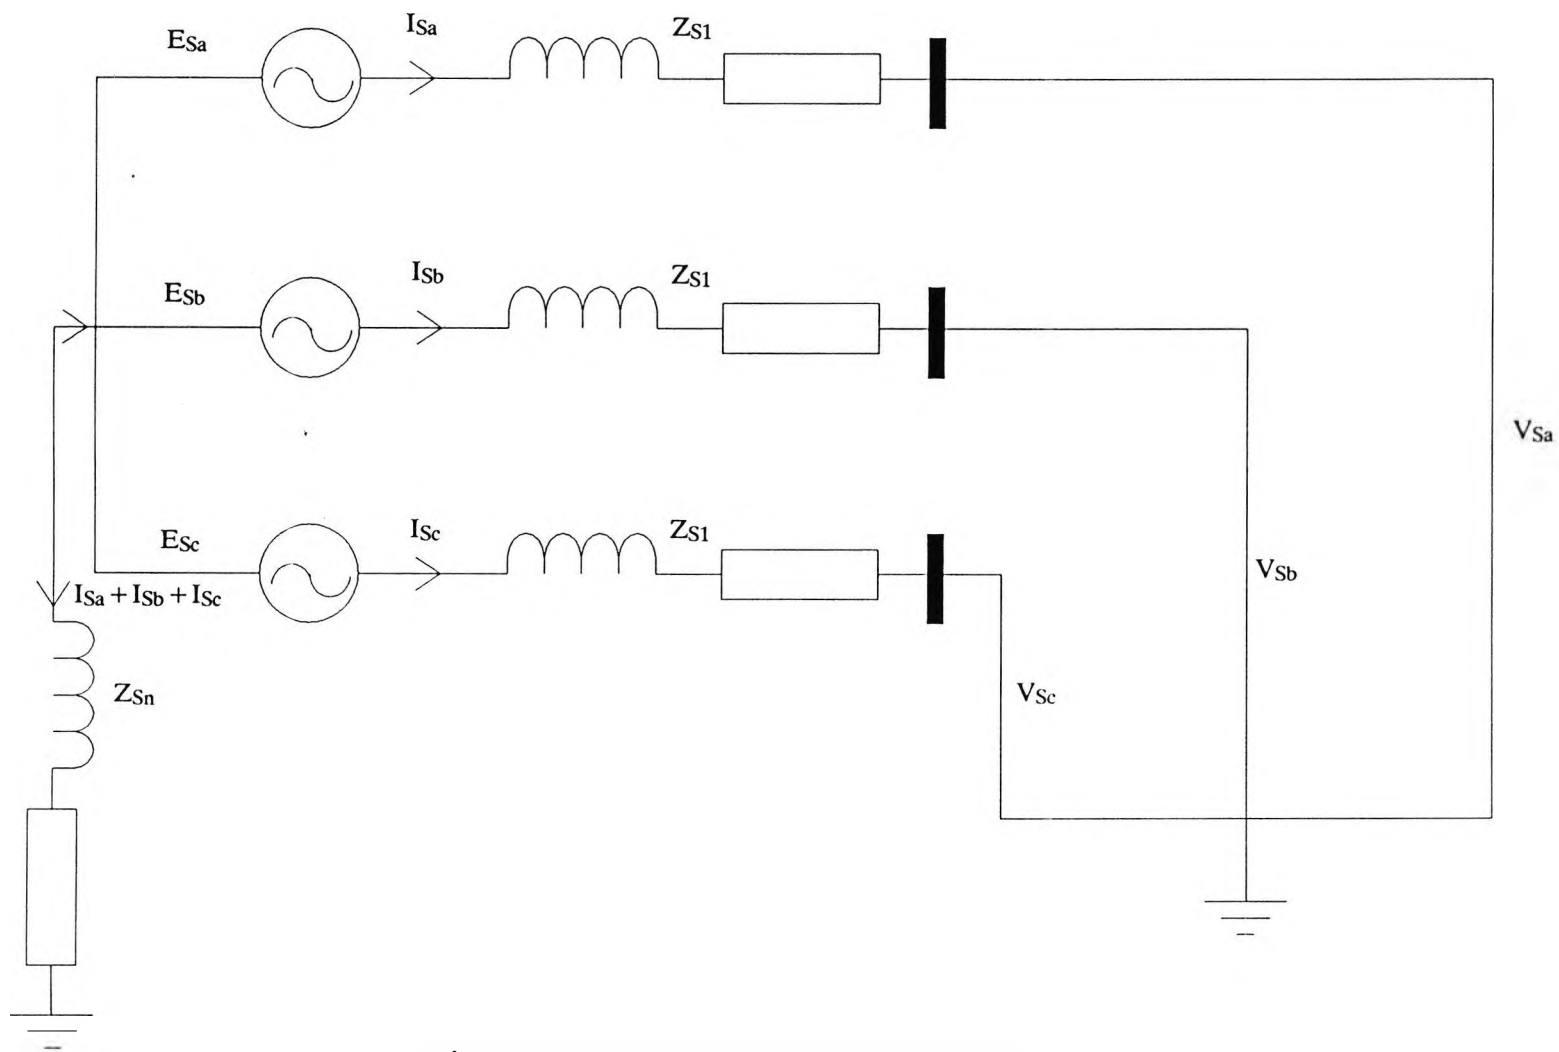 I_Sa
Z_S1
E_Sa
I_Sb
Z_S1
E_Sb
V_Sa
I_Sc
Z_S1
E_Sc
V_Sb
I_Sa + I_Sb + I_Sc
Z_Sn
V_Sc